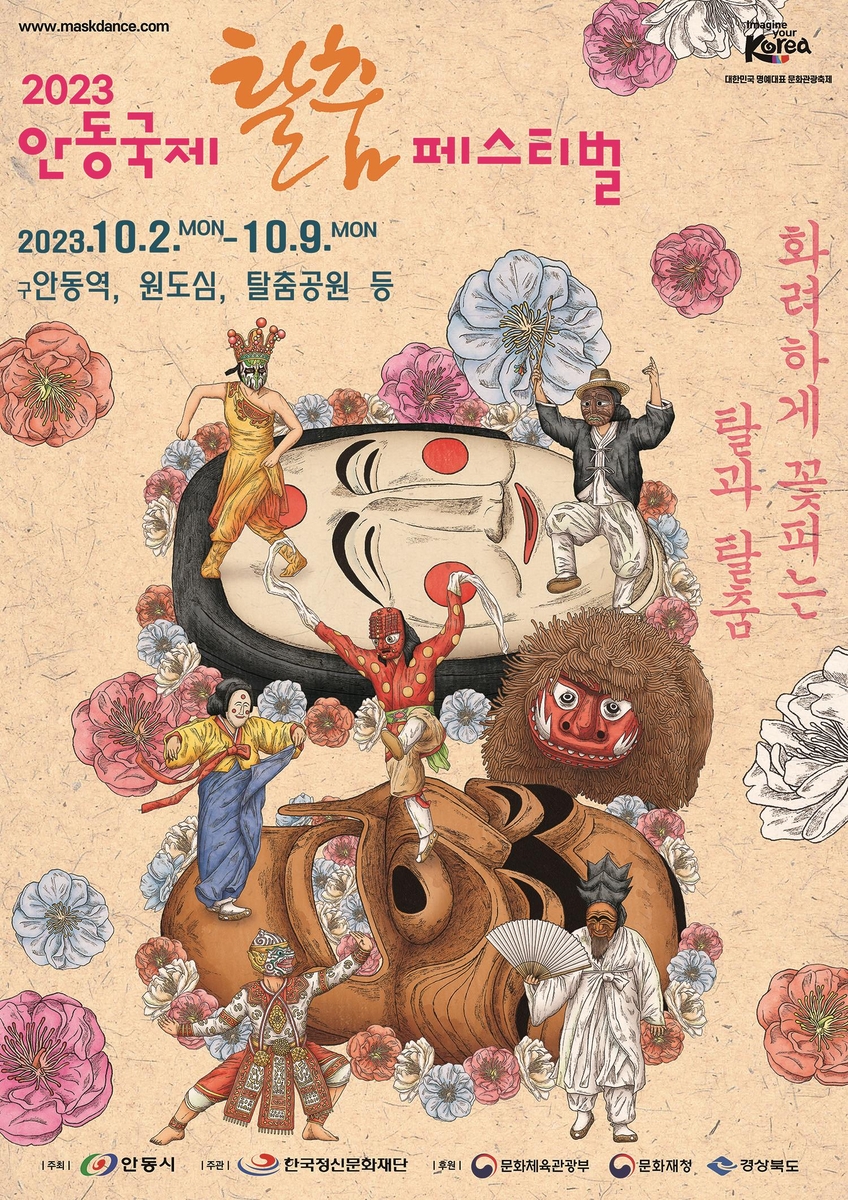 www.maskdance.com
Imagine
your
Korea
대한민국 명예대표 문화관광축제
2023
안동국제 탈춤 페스티벌
2023.10.2.MON-10.9.MON
구안동역, 원도심, 탈춤공원 등
화려하게 꽃피는
탈과 탈춤
|주최| 안동시 |주관| 한국정신문화재단 |후원| 문화체육관광부 문화재청 경상북도